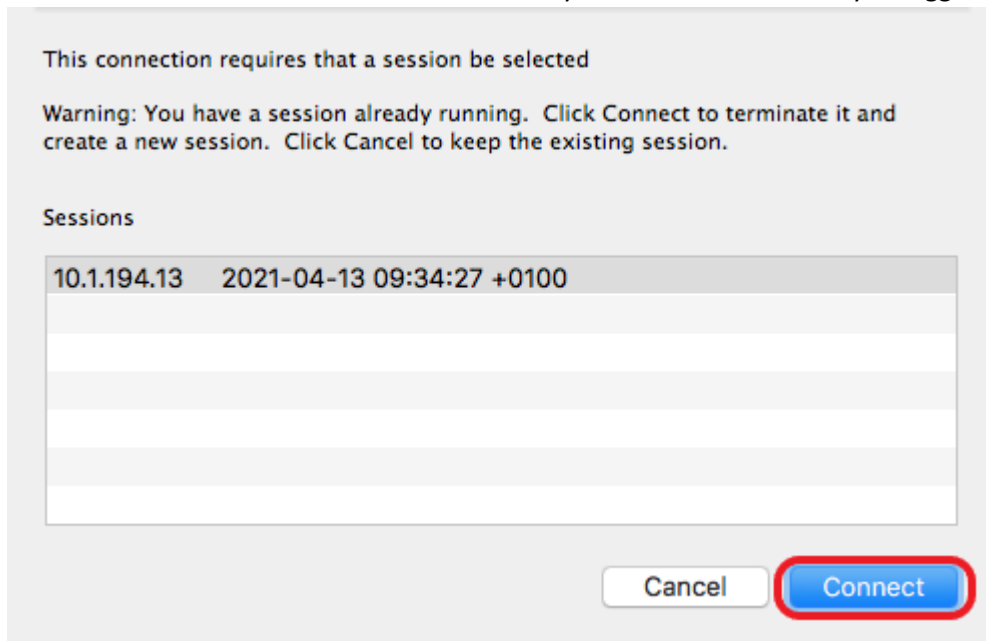 This connection requires that a session be selected
Warning: You have a session already running. Click Connect to terminate it and
create a new session. Click Cancel to keep the existing session.
Sessions
10.1.194.13 2021-04-13 09:34:27 +0100
Cancel Connect